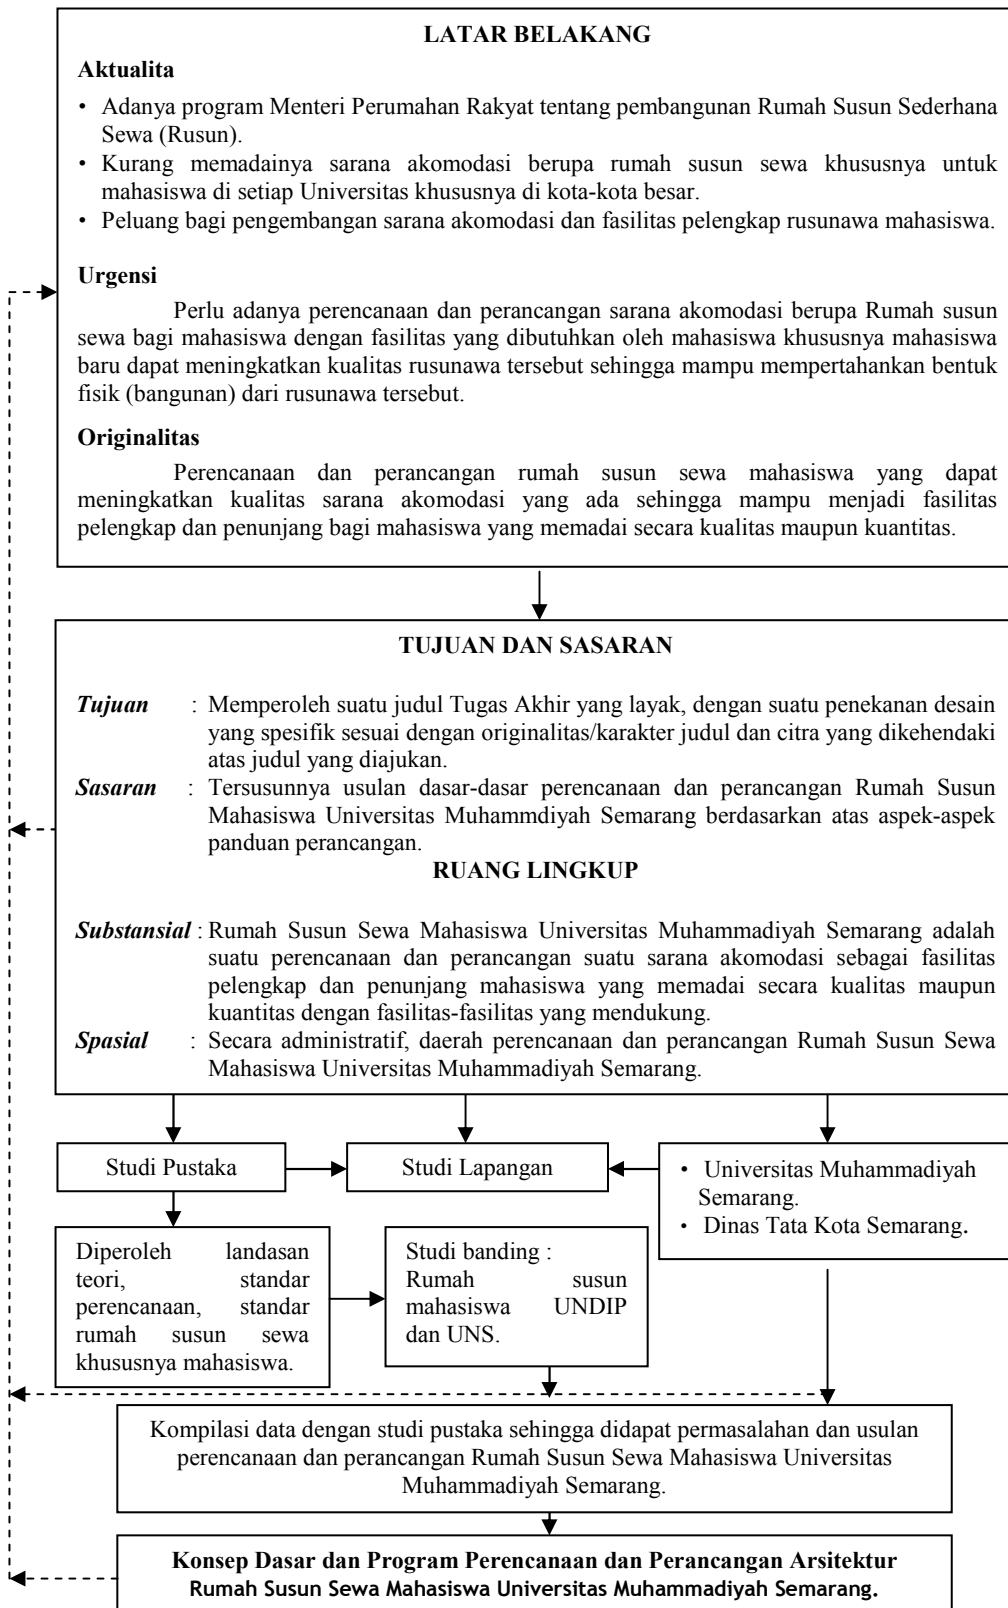 LATAR BELAKANG
Aktualita
• Adanya program Menteri Perumahan Rakyat tentang pembangunan Rumah Susun Sederhana
Sewa (Rusun).
• Kurang memadainya sarana akomodasi berupa rumah susun sewa khususnya untuk
mahasiswa di setiap Universitas khususnya di kota-kota besar.
• Peluang bagi pengembangan sarana akomodasi dan fasilitas pelengkap rusunawa mahasiswa.
Urgensi
Perlu adanya perencanaan dan perancangan sarana akomodasi berupa Rumah susun
sewa bagi mahasiswa dengan fasilitas yang dibutuhkan oleh mahasiswa khususnya mahasiswa
baru dapat meningkatkan kualitas rusunawa tersebut sehingga mampu mempertahankan bentuk
fisik (bangunan) dari rusunawa tersebut.
Originalitas
Perencanaan dan perancangan rumah susun sewa mahasiswa yang dapat
meningkatkan kualitas sarana akomodasi yang ada sehingga mampu menjadi fasilitas
pelengkap dan penunjang bagi mahasiswa yang memadai secara kualitas maupun kuantitas.
TUJUAN DAN SASARAN
Tujuan : Memperoleh suatu judul Tugas Akhir yang layak, dengan suatu penekanan desain
yang spesifik sesuai dengan originalitas/karakter judul dan citra yang dikehendaki
atas judul yang diajukan.
Sasaran : Tersusunnya usulan dasar-dasar perencanaan dan perancangan Rumah Susun
Mahasiswa Universitas Muhammdiyah Semarang berdasarkan atas aspek-aspek
panduan perancangan.
RUANG LINGKUP
Substansial : Rumah Susun Sewa Mahasiswa Universitas Muhammadiyah Semarang adalah
suatu perencanaan dan perancangan suatu sarana akomodasi sebagai fasilitas
pelengkap dan penunjang mahasiswa yang memadai secara kualitas maupun
kuantitas dengan fasilitas-fasilitas yang mendukung.
Spasial : Secara administratif, daerah perencanaan dan perancangan Rumah Susun Sewa
Mahasiswa Universitas Muhammadiyah Semarang.
Studi Pustaka
Studi Lapangan
• Universitas Muhammadiyah
Semarang.
• Dinas Tata Kota Semarang.
Diperoleh landasan
teori, standar
perencanaan, standar
rumah susun sewa
khususnya mahasiswa.
Studi banding :
Rumah susun
mahasiswa UNDIP
dan UNS.
Kompilasi data dengan studi pustaka sehingga didapat permasalahan dan usulan
perencanaan dan perancangan Rumah Susun Sewa Mahasiswa Universitas
Muhammadiyah Semarang.
Konsep Dasar dan Program Perencanaan dan Perancangan Arsitektur
Rumah Susun Sewa Mahasiswa Universitas Muhammadiyah Semarang.